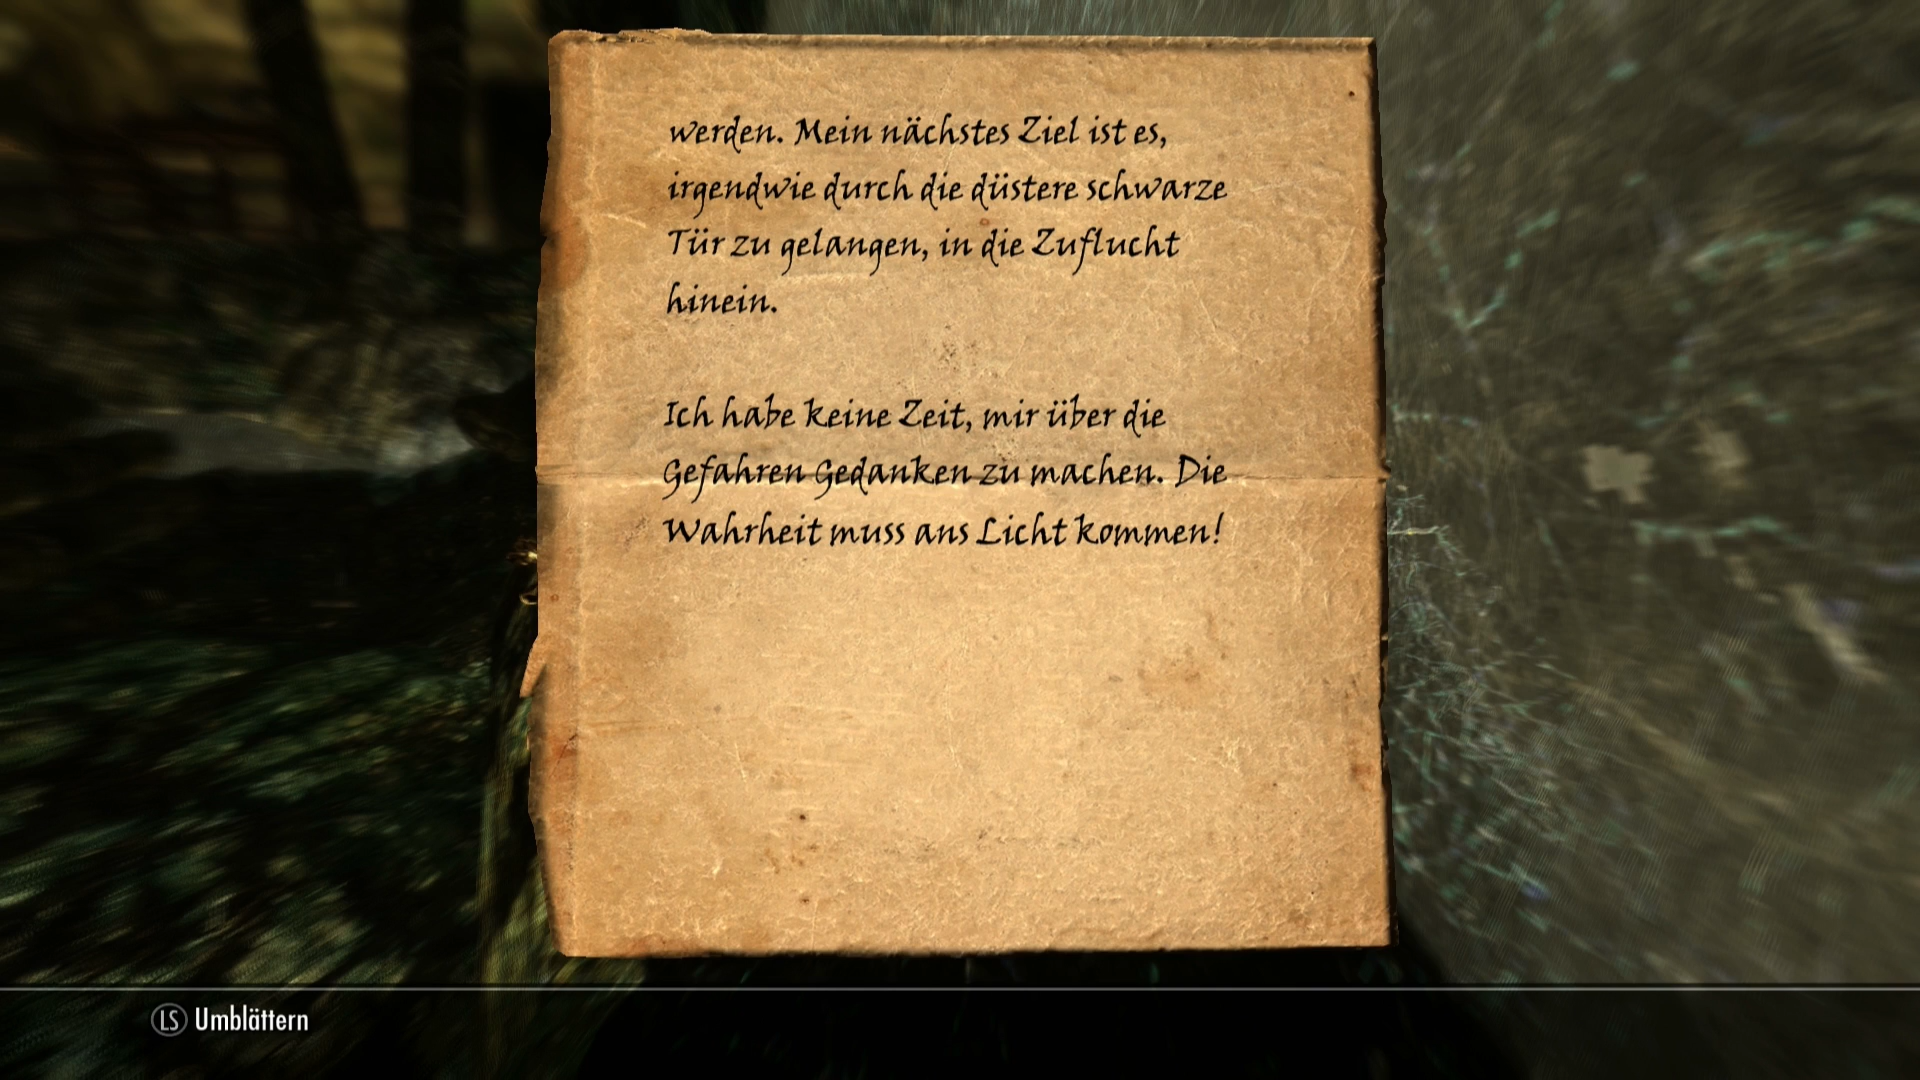 werden. Mein nächstes Ziel ist es,
irgendwie durch die düstere schwarze
Tür zu gelangen, in die Zuflucht
hinein.
Ich habe keine Zeit, mir über die
Gefahren Gedanken zu machen. Die
Wahrheit muss ans Licht kommen!
LS Umblättern